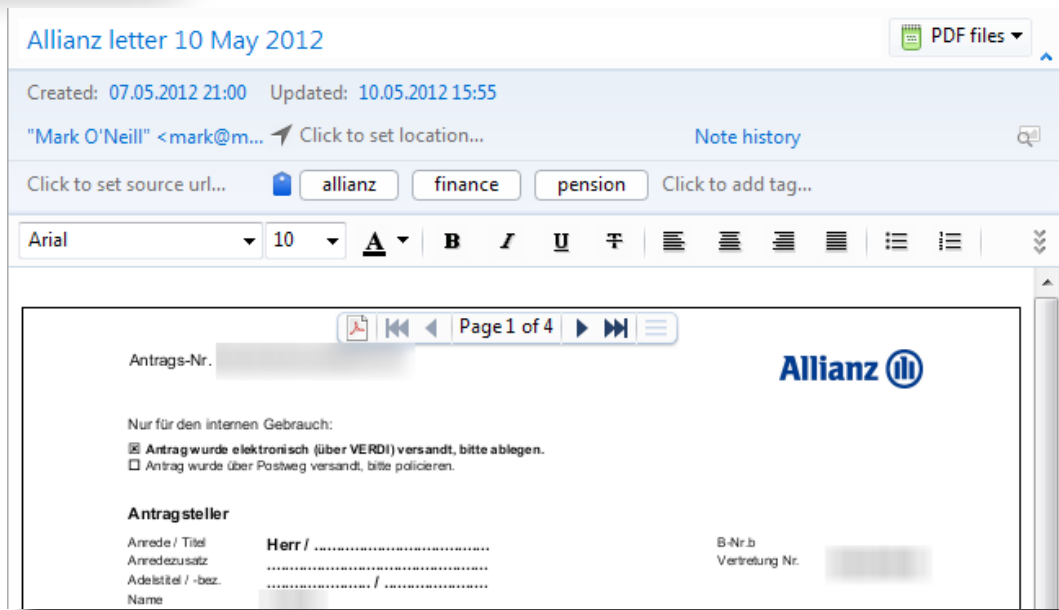 Allianz letter 10 May 2012
PDF files
Created: 07.05.2012 21:00 Updated: 10.05.2012 15:55
"Mark O'Neill" <mark@m... Click to set location... Note history
Click to set source url... allianz finance pension Click to add tag...
Arial 10 A B I U T
Page 1 of 4
Antrags-Nr.
Allianz
Nur für den internen Gebrauch:
☒ Antrag wurde elektronisch (über VERDI) versandt, bitte ablegen.
☐ Antrag wurde über Postweg versandt, bitte policieren.
Antragsteller
Anrede / Titel Herr / ........................................ B-Nr.b
Anredezusatz .................................................. Vertretung Nr.
Adelstitel / -bez. ....................... / .......................
Name